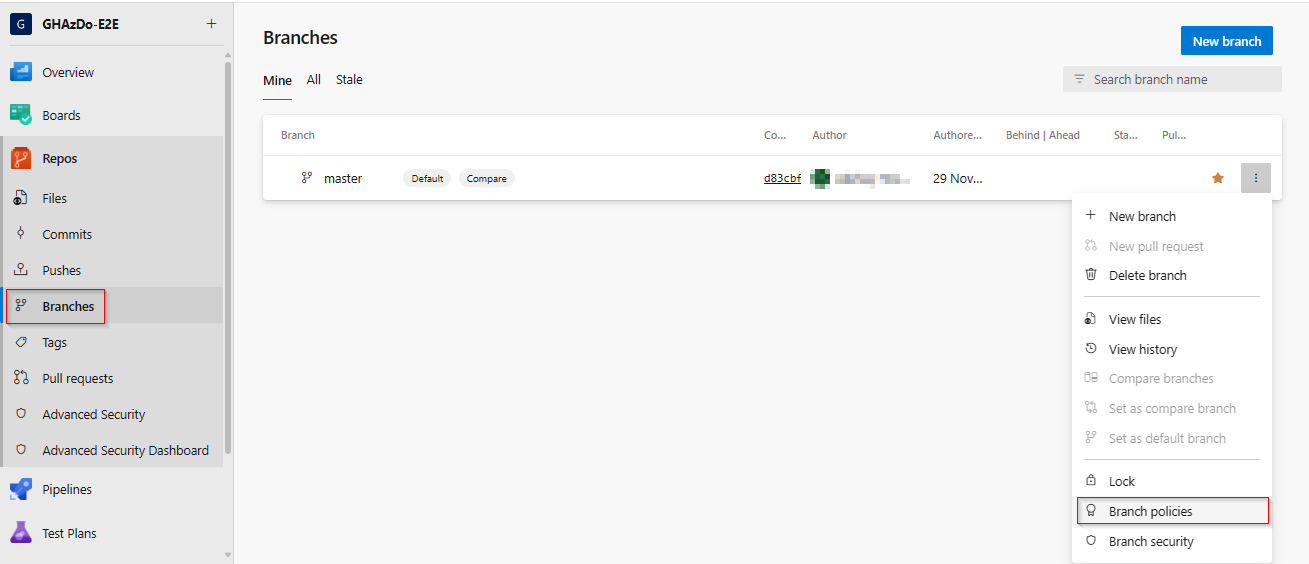 G GHAzDo-E2E +
Overview
Boards
Repos
Files
Commits
Pushes
Branches
Tags
Pull requests
Advanced Security
Advanced Security Dashboard
Pipelines
Test Plans
Branches
New branch
Mine All Stale
Search branch name
Branch Co... Author Authore... Behind | Ahead Sta... Pul...
master Default Compare d83cbf 29 Nov...
New branch
New pull request
Delete branch
View files
View history
Compare branches
Set as compare branch
Set as default branch
Lock
Branch policies
Branch security